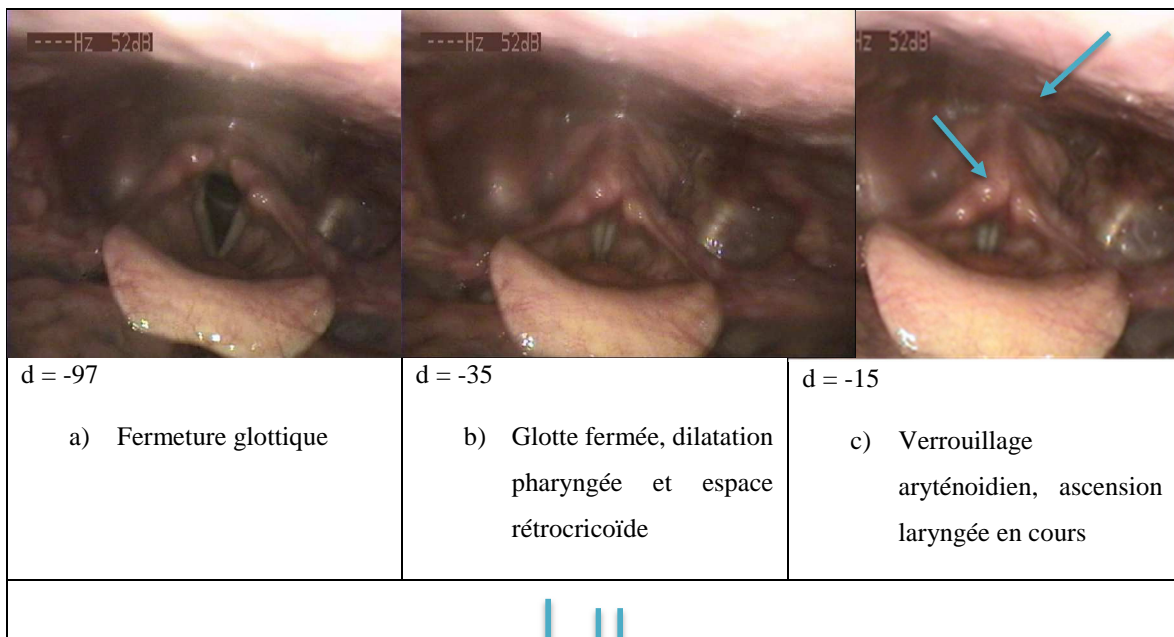 ----Hz 52dB
----Hz 52dB
Hz 52dB
d = -97
a) Fermeture glottique
d = -35
b) Glotte fermée, dilatation
pharyngée et espace
rétrocricoïde
d = -15
c) Verrouillage
aryténoidien, ascension
laryngée en cours